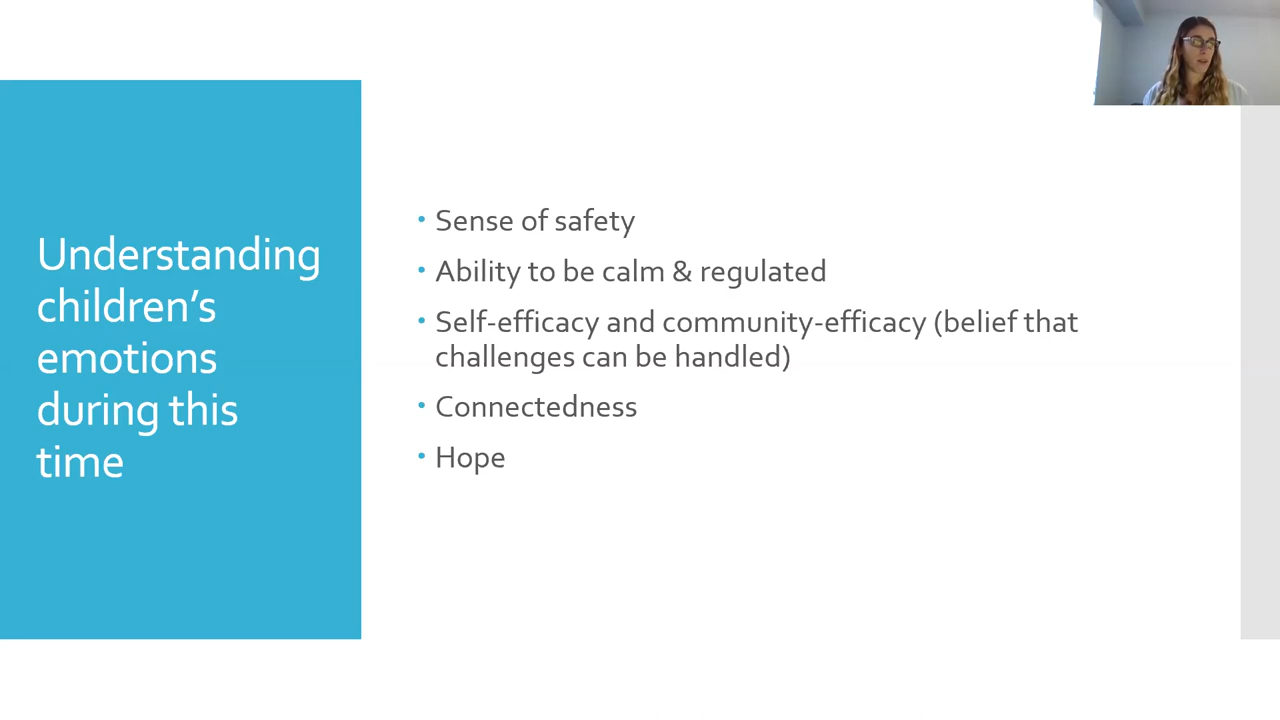 Understanding
children’s
emotions
during this
time
• Sense of safety
• Ability to be calm & regulated
• Self-efficacy and community-efficacy (belief that
challenges can be handled)
• Connectedness
• Hope